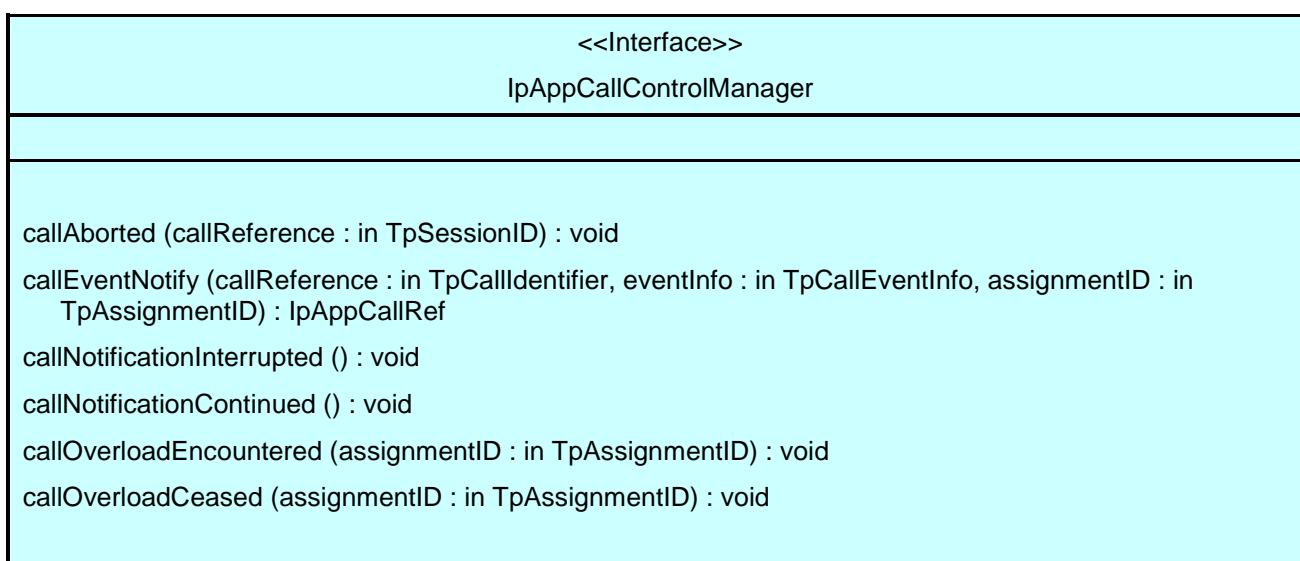 <<Interface>>
IpAppCallControlManager
callAborted (callReference : in TpSessionID) : void
callEventNotify (callReference : in TpCallIdentifier, eventInfo : in TpCallEventInfo, assignmentID : in
TpAssignmentID) : IpAppCallRef
callNotificationInterrupted () : void
callNotificationContinued () : void
callOverloadEncountered (assignmentID : in TpAssignmentID) : void
callOverloadCeased (assignmentID : in TpAssignmentID) : void